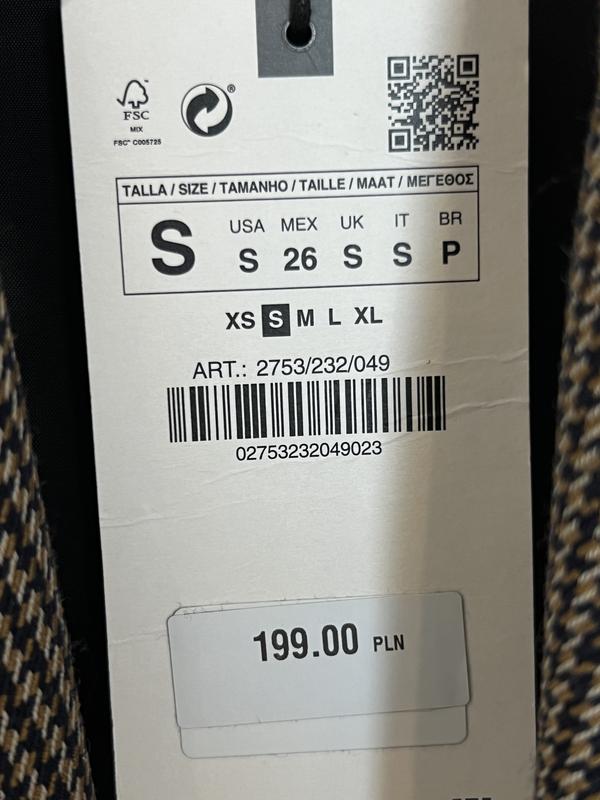 FSC
MIX
FSC® C005725
®
TALLA / SIZE / TAMANHO / TAILLE / MAAT / ΜΕΓΕΘΟΣ
S
USA MEX UK IT BR
S 26 S S P
XS S M L XL
ART.: 2753/232/049
02753232049023
199.00 PLN